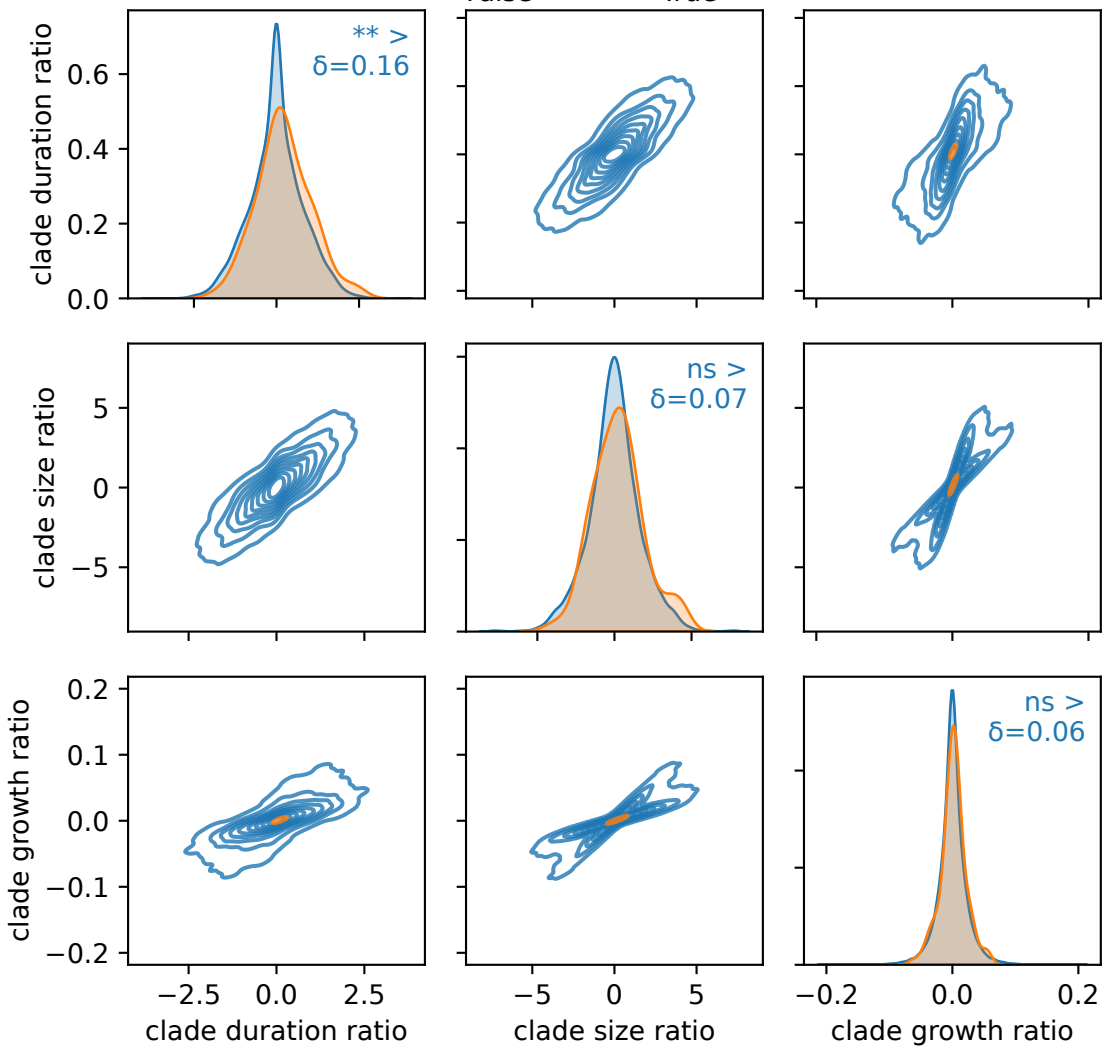 clade duration ratio
0.6
0.4
0.2
0.0
** >
δ=0.16
clade size ratio
5
0
−5
ns >
δ=0.07
clade growth ratio
0.2
0.1
0.0
−0.1
−0.2
ns >
δ=0.06
−2.5 0.0 2.5
−5 0 5
−0.2 0.0 0.2
clade duration ratio
clade size ratio
clade growth ratio